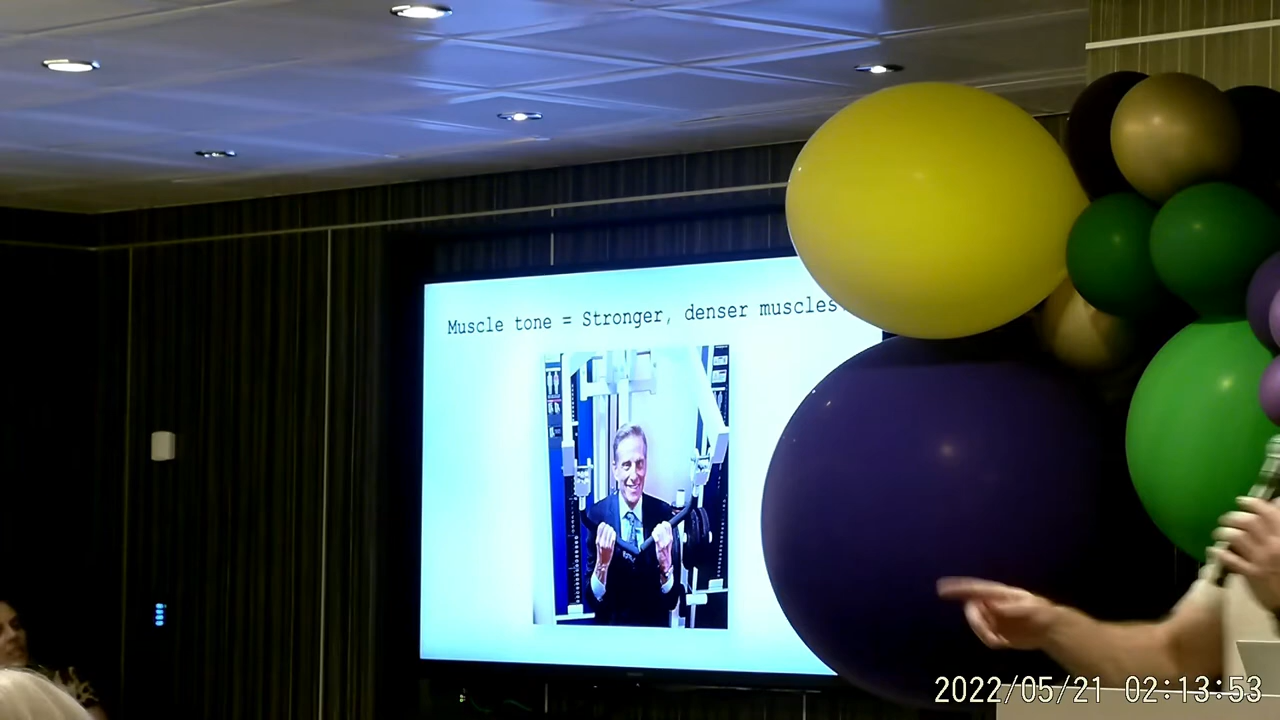 Muscle tone = Stronger, denser muscles
2022/05/21 02:13:53